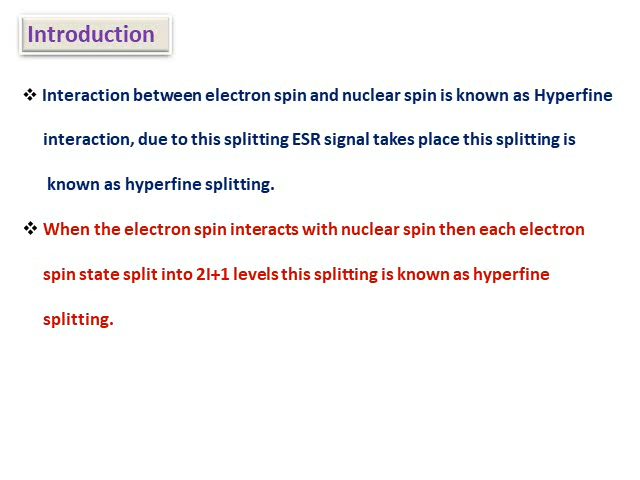 Introduction
❖ Interaction between electron spin and nuclear spin is known as Hyperfine
interaction, due to this splitting ESR signal takes place this splitting is
known as hyperfine splitting.
❖ When the electron spin interacts with nuclear spin then each electron
spin state split into 2I+1 levels this splitting is known as hyperfine
splitting.